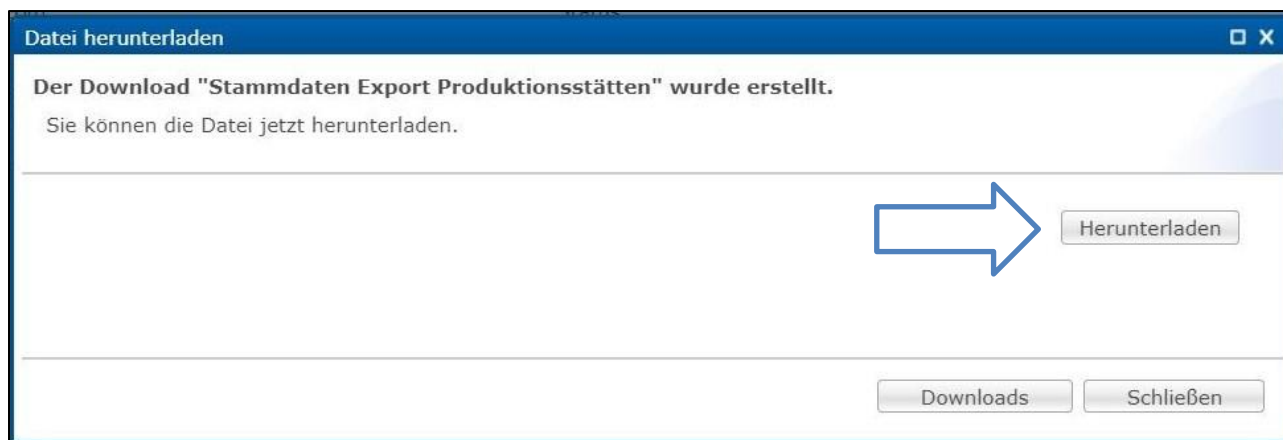 Datei herunterladen
Der Download "Stammdaten Export Produktionsstätten" wurde erstellt.
Sie können die Datei jetzt herunterladen.
Herunterladen
Downloads
Schließen